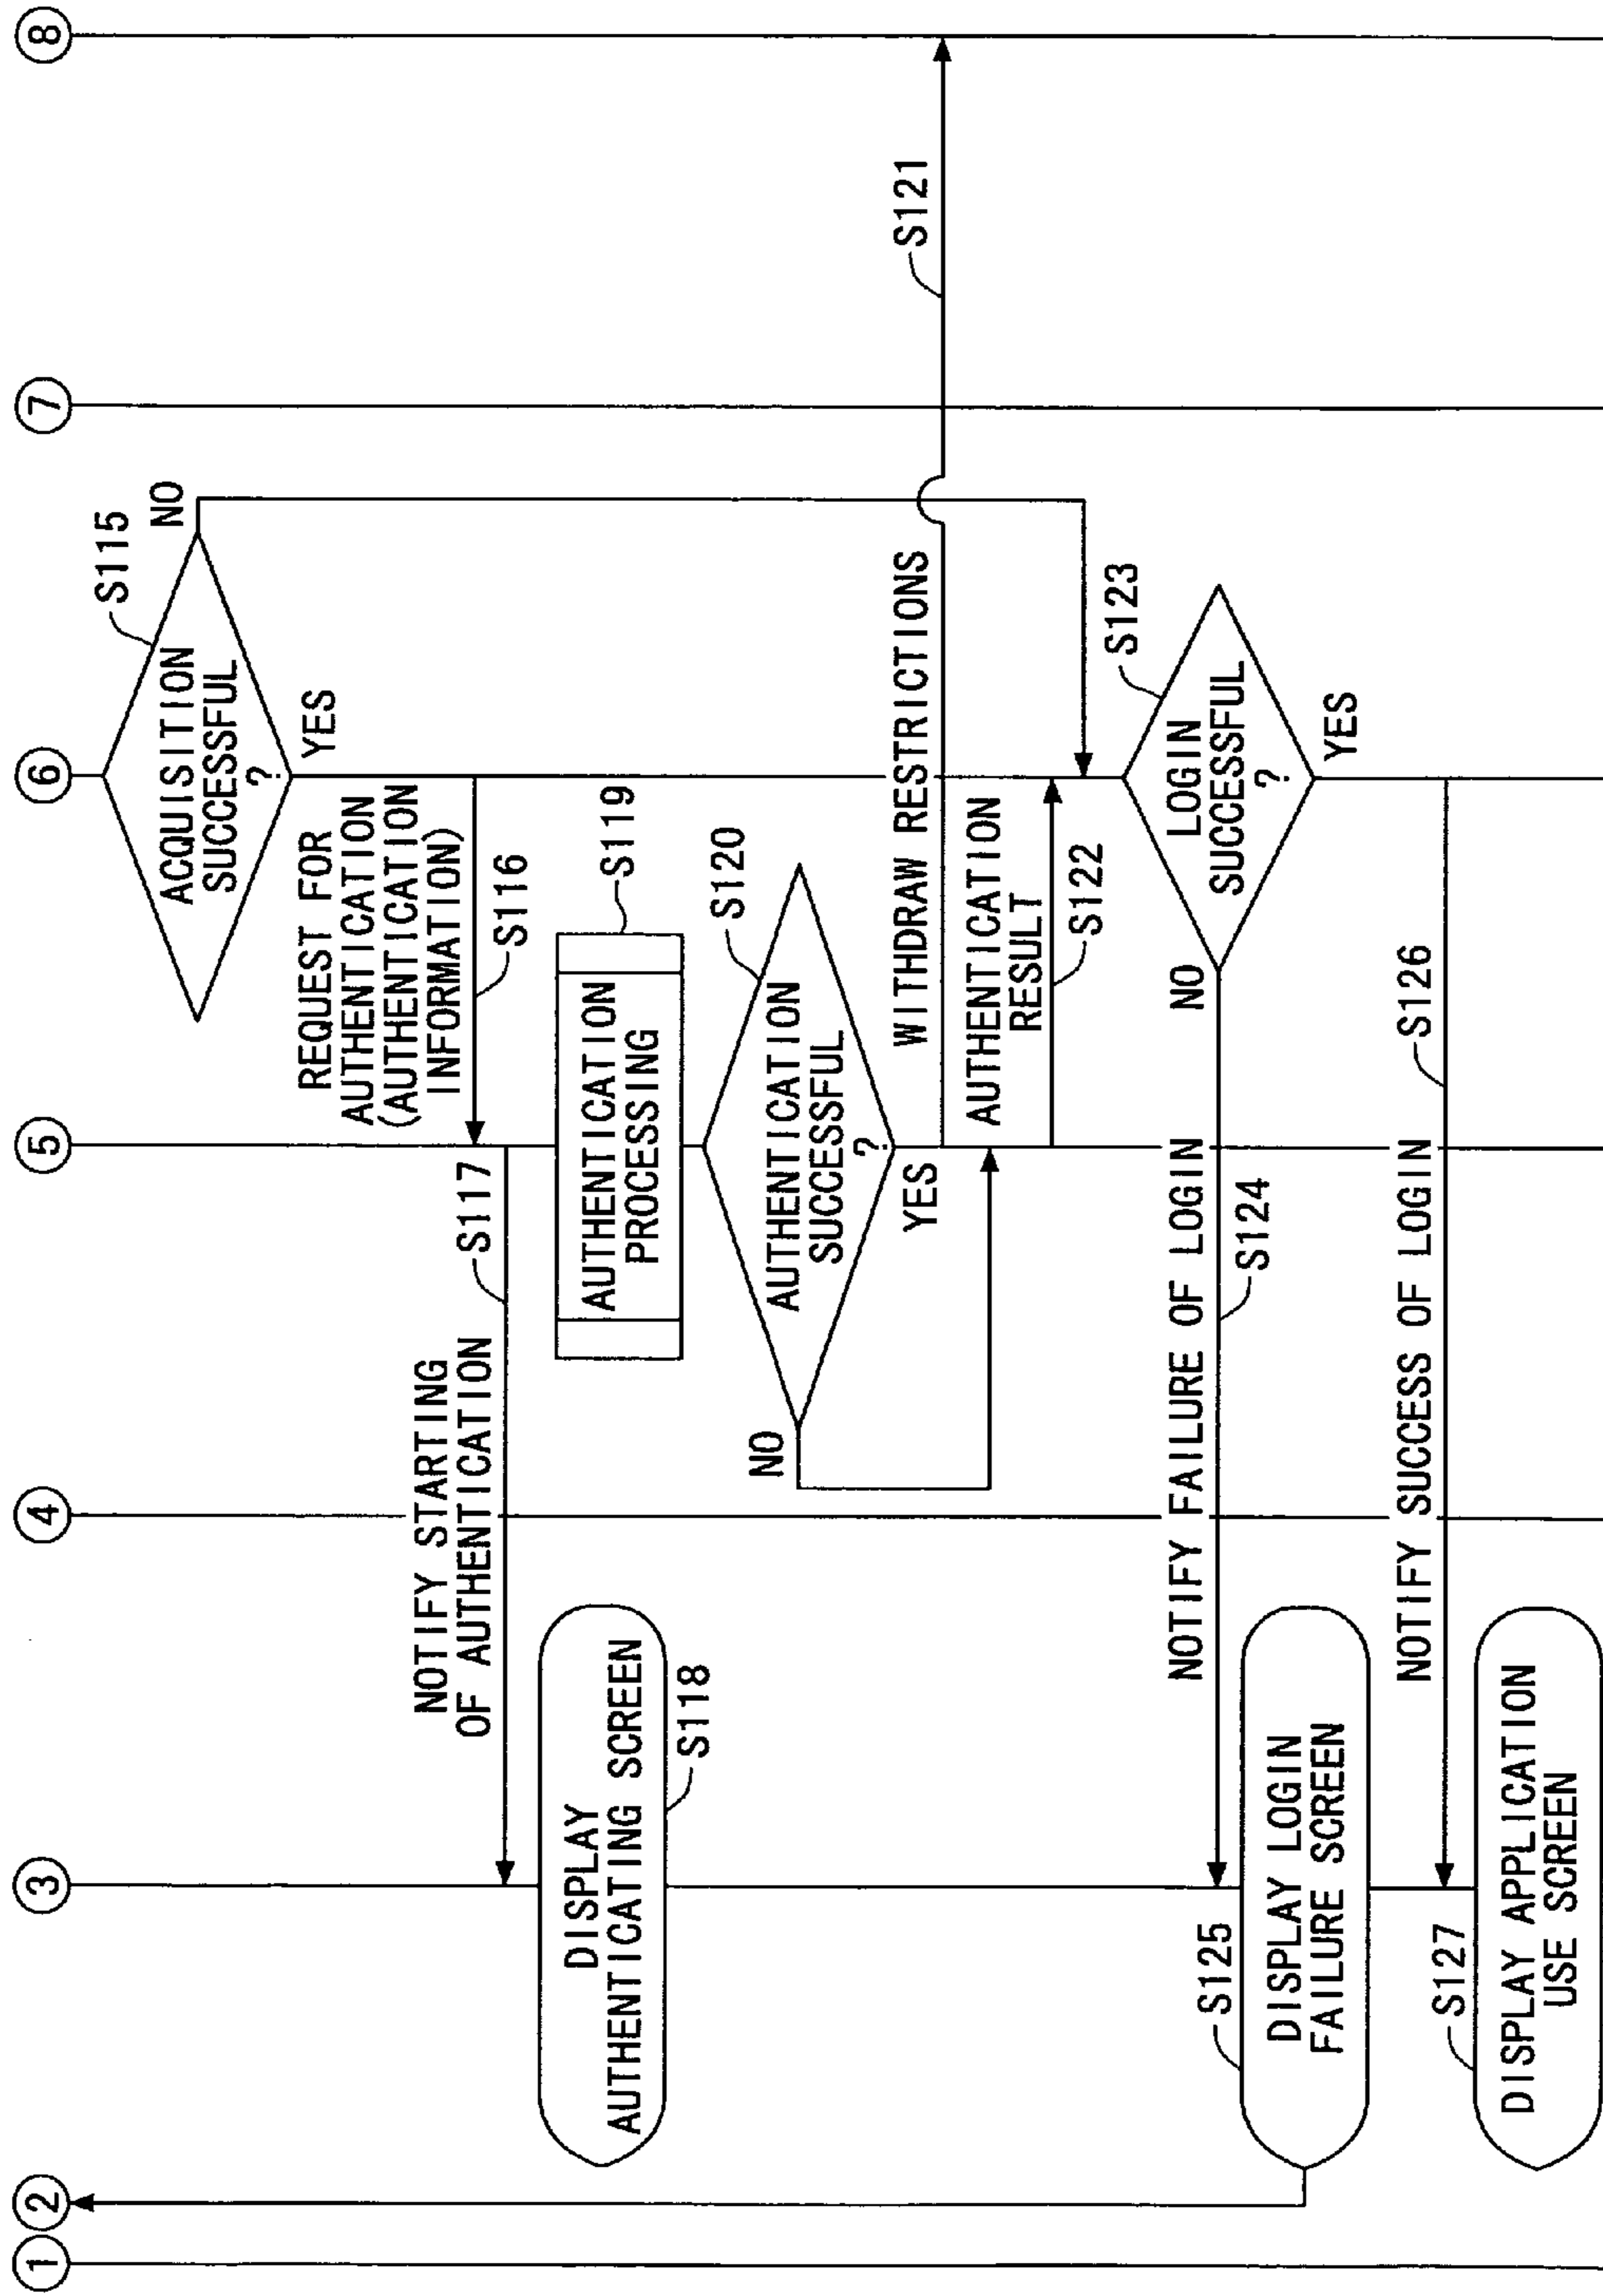 1
2
3
4
5
6
7
8
ACQUISITION
SUCCESSFUL
?
S115
NO
YES
REQUEST FOR
AUTHENTICATION
(AUTHENTICATION
INFORMATION)
S116
NOTIFY STARTING
OF AUTHENTICATION
S117
DISPLAY
AUTHENTICATING SCREEN
S118
AUTHENTICATION
PROCESSING
S119
AUTHENTICATION
SUCCESSFUL
?
S120
NO
YES
WITHDRAW RESTRICTIONS
S121
AUTHENTICATION
RESULT
S122
LOGIN
SUCCESSFUL
?
S123
NO
YES
NOTIFY FAILURE OF LOGIN
S124
S125
DISPLAY LOGIN
FAILURE SCREEN
NOTIFY SUCCESS OF LOGIN
S126
S127
DISPLAY APPLICATION
USE SCREEN